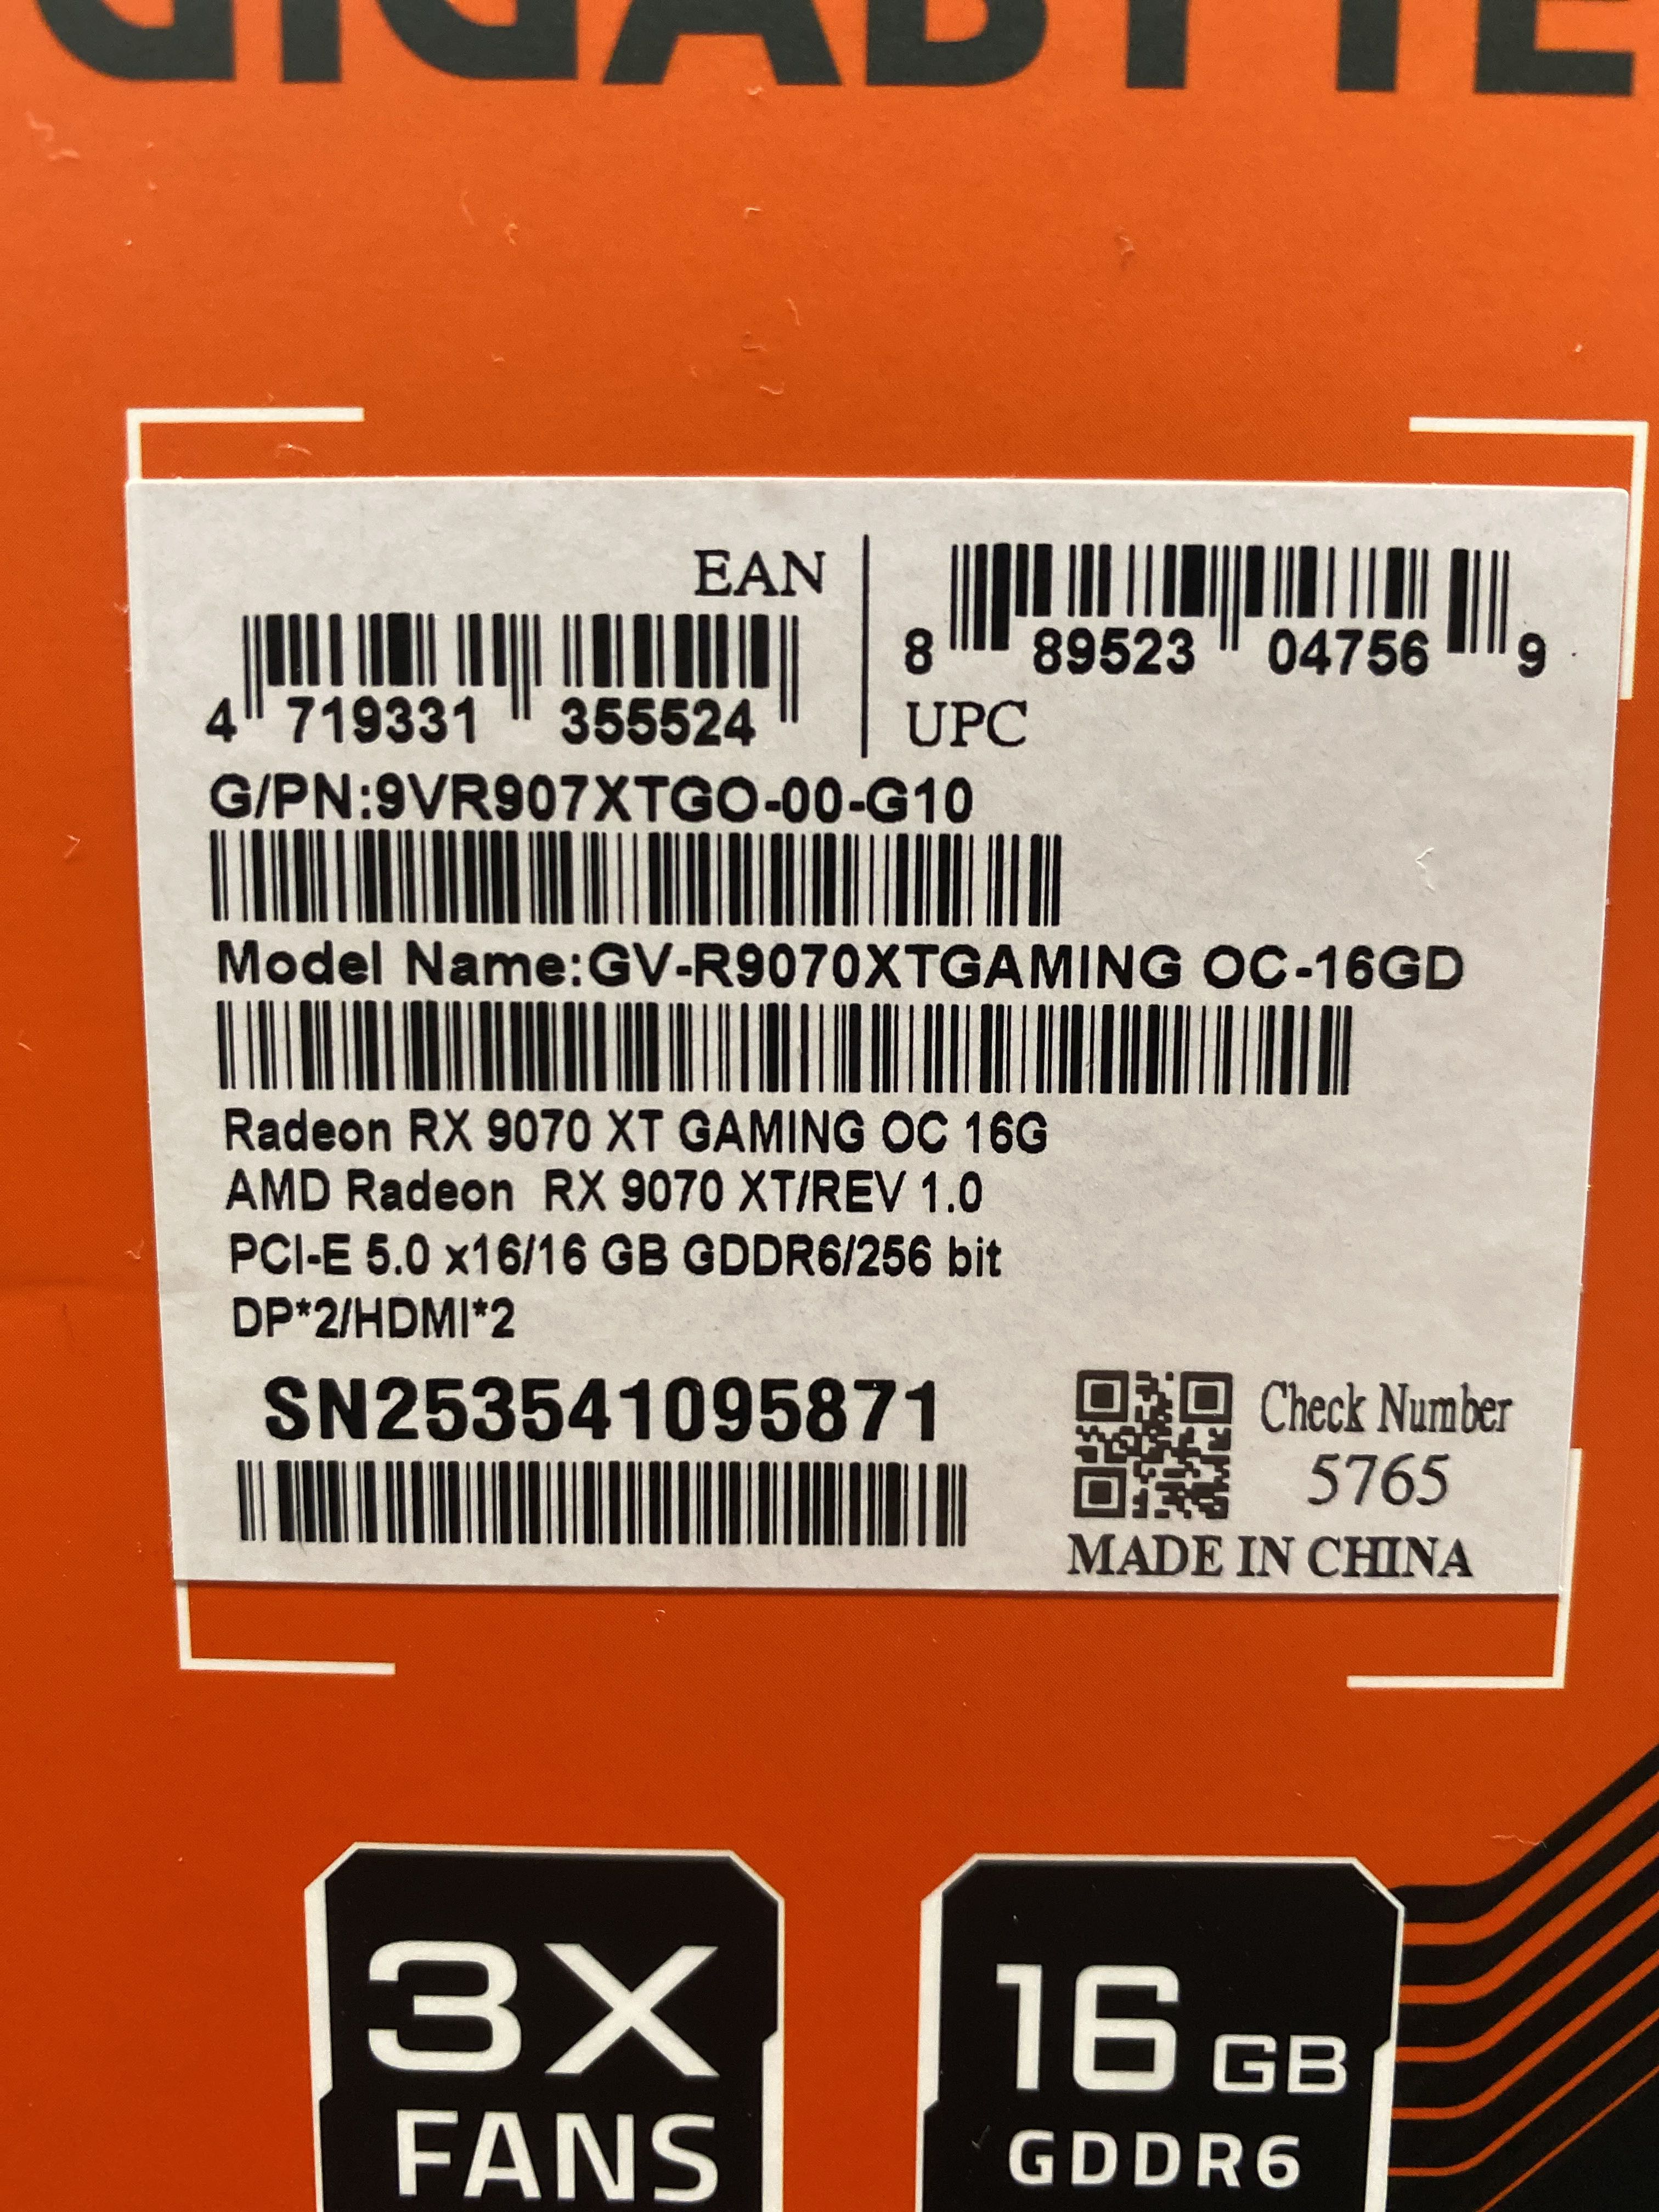 GIGABYTE
EAN
4 719331 355524
8 89523 04756 9
UPC
G/PN:9VR907XTGO-00-G10
Model Name:GV-R9070XTGAMING OC-16GD
Radeon RX 9070 XT GAMING OC 16G
AMD Radeon  RX 9070 XT/REV 1.0
PCI-E 5.0 x16/16 GB GDDR6/256 bit
DP*2/HDMI*2
SN253541095871
Check Number
5765
MADE IN CHINA
3X
FANS
16 GB
GDDR6